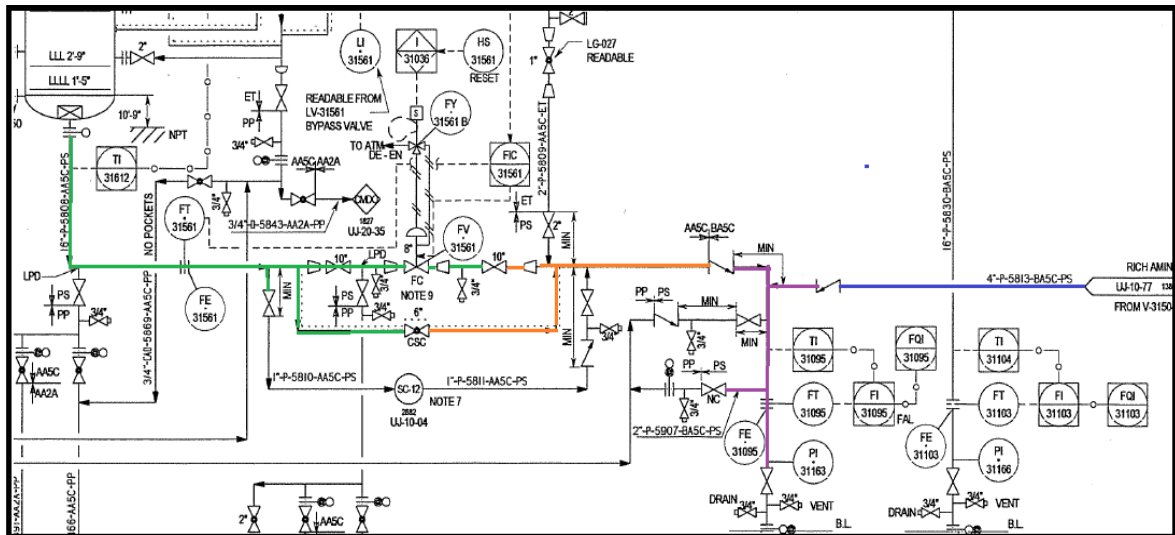 LLL 2'-9"
LLLL 1'-5"
2"
10'-9"
NPT
TI
31612
16"-P-5808-AA5C-PS
LPD
ET
PP
3/4"
LI
31561
READABLE FROM
LV-31561
BYPASS VALVE
I
31036
HS
31561
RESET
S
FY
31561 B
TO ATM
DE - EN
FIC
31561
1"
LG-027
READABLE
2"-P-5809-AA5C-ET
ET
PS
2"
MIN
AA5C
AA2A
CMDC
1827
UJ-20-35
3/4"
3/4"-D-5843-AA2A-PP
NO POCKETS
FT
31561
FE
31561
10"
LPD
3/4"
8"
FV
31561
FC
NOTE 9
3/4"
10"
MIN
PS
PP
3/4"
6"
CSC
MIN
3/4"
1"-P-5810-AA5C-PS
SC-12
2882
UJ-10-04
1"-P-5811-AA5C-PS
NOTE 7
PS
PP
3/4"
AA5C
AA2A
AA5C
AA5C
BA5C
MIN
4"-P-5813-BA5C-PS
RICH AMIN
UJ-10-77
138
FROM V-3150
16"-P-5830-BA5C-PS
PP
PS
MIN
MIN
3/4"
PP
PS
NC
3/4"
2"-P-5907-BA5C-PS
TI
31095
FQI
31095
FT
31095
FI
31095
FAL
FE
31095
PI
31163
DRAIN
3/4"
3/4"
VENT
B.L.
TI
31104
FT
31103
FI
31103
FQI
31103
FE
31103
PI
31166
DRAIN
3/4"
3/4"
VENT
B.L.
2"
AA5C